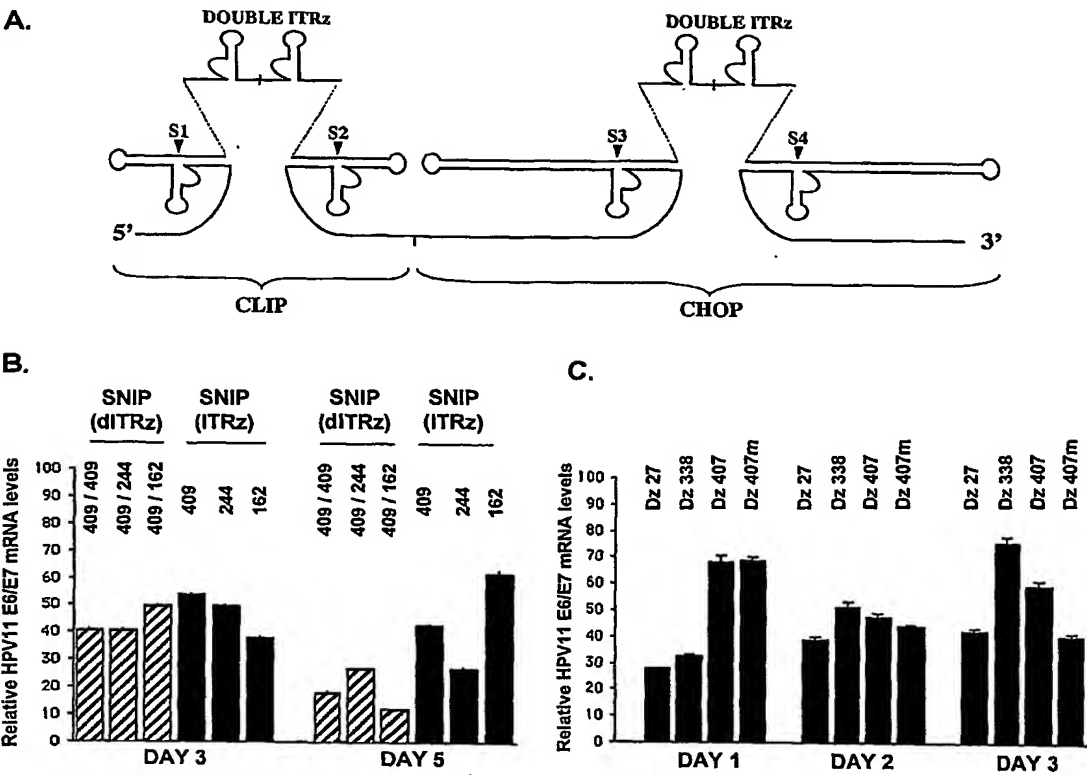 A.
DOUBLE ITRz
DOUBLE ITRz
S1
S2
S3
S4
5'
3'
CLIP
CHOP
B.
SNIP (dITRz)
SNIP (ITRz)
SNIP (dITRz)
SNIP (ITRz)
409 / 409
409 / 244
409 / 162
409
244
162
409 / 409
409 / 244
409 / 162
409
244
162
Relative HPV11 E6/E7 mRNA levels
100
90
80
70
60
50
40
30
20
10
0
DAY 3
DAY 5
C.
Dz 27
Dz 338
Dz 407
Dz 407m
Dz 27
Dz 338
Dz 407
Dz 407m
Dz 27
Dz 338
Dz 407
Dz 407m
Relative HPV11 E6/E7 mRNA levels
100
90
80
70
60
50
40
30
20
10
0
DAY 1
DAY 2
DAY 3